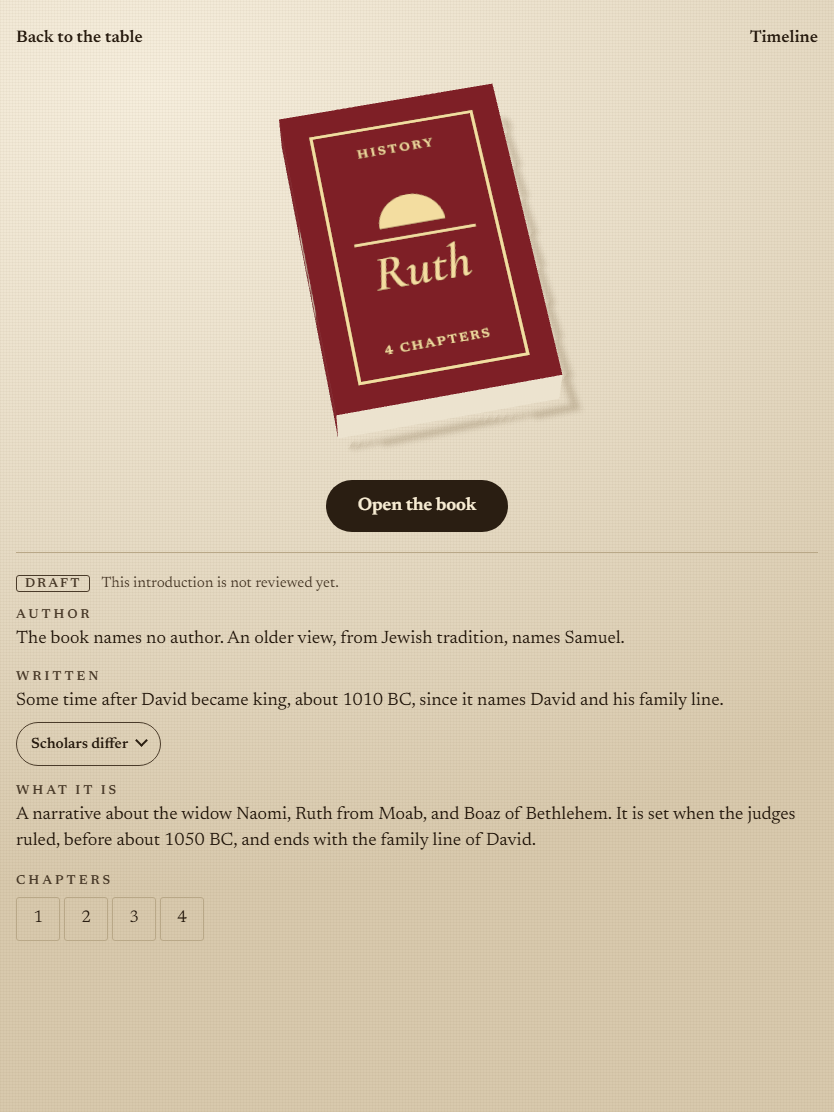 Back to the table
Timeline
HISTORY
Ruth
4 CHAPTERS
Open the book
DRAFT This introduction is not reviewed yet.
AUTHOR
The book names no author. An older view, from Jewish tradition, names Samuel.
WRITTEN
Some time after David became king, about 1010 BC, since it names David and his family line.
Scholars differ
WHAT IT IS
A narrative about the widow Naomi, Ruth from Moab, and Boaz of Bethlehem. It is set when the judges
ruled, before about 1050 BC, and ends with the family line of David.
CHAPTERS
1 2 3 4